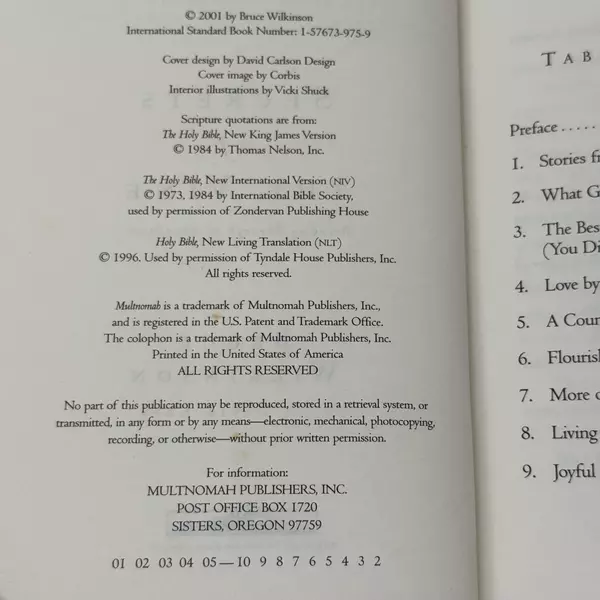 © 2001 by Bruce Wilkinson
International Standard Book Number: 1-57673-975-9
Cover design by David Carlson Design
Cover image by Corbis
Interior illustrations by Vicki Shuck
Scripture quotations are from:
The Holy Bible, New King James Version
© 1984 by Thomas Nelson, Inc.
The Holy Bible, New International Version (NIV)
© 1973, 1984 by International Bible Society,
used by permission of Zondervan Publishing House
Holy Bible, New Living Translation (NLT)
© 1996. Used by permission of Tyndale House Publishers, Inc.
All rights reserved.
Multnomah is a trademark of Multnomah Publishers, Inc.,
and is registered in the U.S. Patent and Trademark Office.
The colophon is a trademark of Multnomah Publishers, Inc.
Printed in the United States of America
ALL RIGHTS RESERVED
No part of this publication may be reproduced, stored in a retrieval system, or
transmitted, in any form or by any means—electronic, mechanical, photocopying,
recording, or otherwise—without prior written permission.
For information:
MULTNOMAH PUBLISHERS, INC.
POST OFFICE BOX 1720
SISTERS, OREGON 97759
01 02 03 04 05—10 9 8 7 6 5 4 3 2
TAB
Preface .....
1. Stories f
2. What G
3. The Bes
(You Di
4. Love by
5. A Cour
6. Flourish
7. More
8. Living
9. Joyful